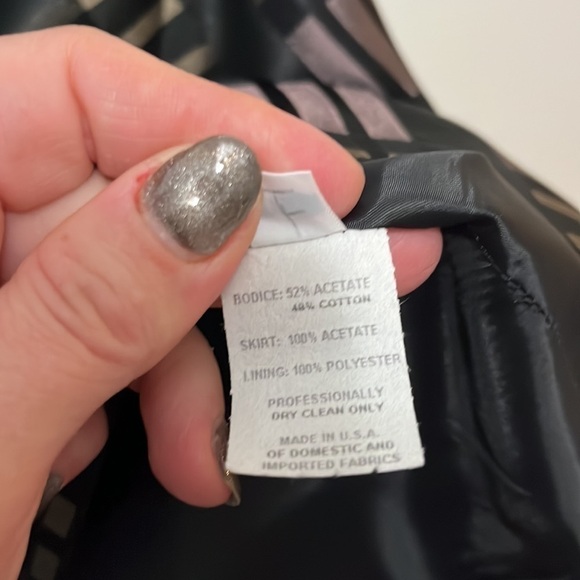 BODICE: 52% ACETATE
48% COTTON
SKIRT: 100% ACETATE
LINING: 100% POLYESTER
PROFESSIONALLY
DRY CLEAN ONLY
MADE IN U.S.A.
OF DOMESTIC AND
IMPORTED FABRICS